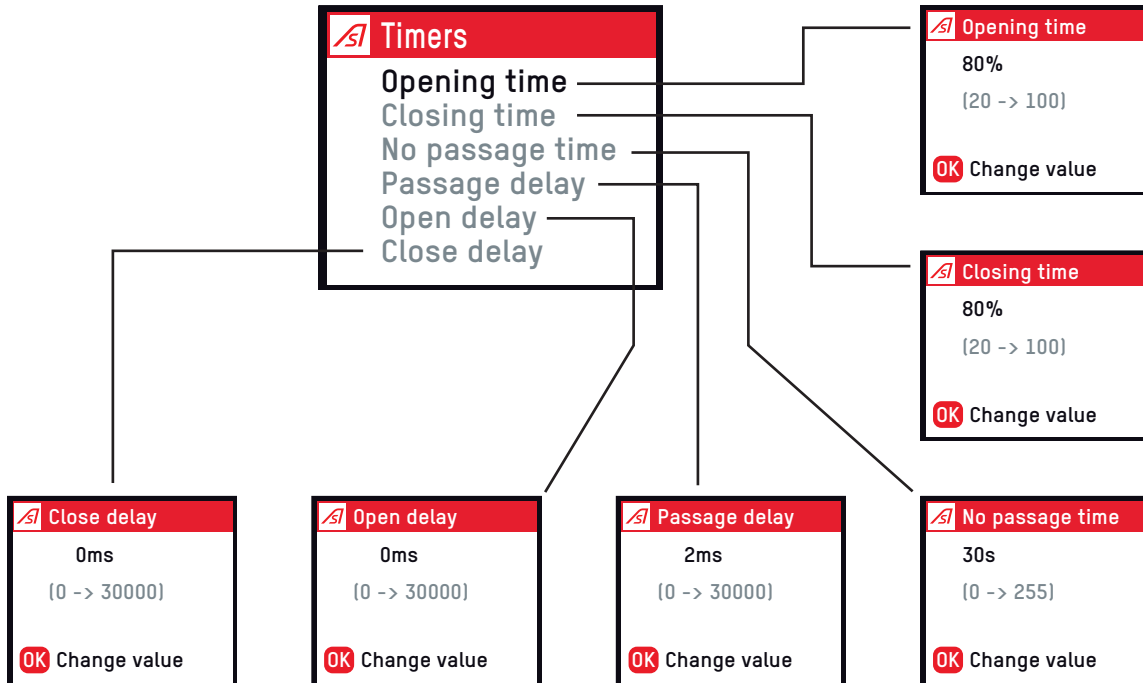 Timers
Opening time
Closing time
No passage time
Passage delay
Open delay
Close delay
Opening time
80%
(20 -> 100)
OK Change value
Closing time
80%
(20 -> 100)
OK Change value
Close delay
0ms
(0 -> 30000)
OK Change value
Open delay
0ms
(0 -> 30000)
OK Change value
Passage delay
2ms
(0 -> 30000)
OK Change value
No passage time
30s
(0 -> 255)
OK Change value